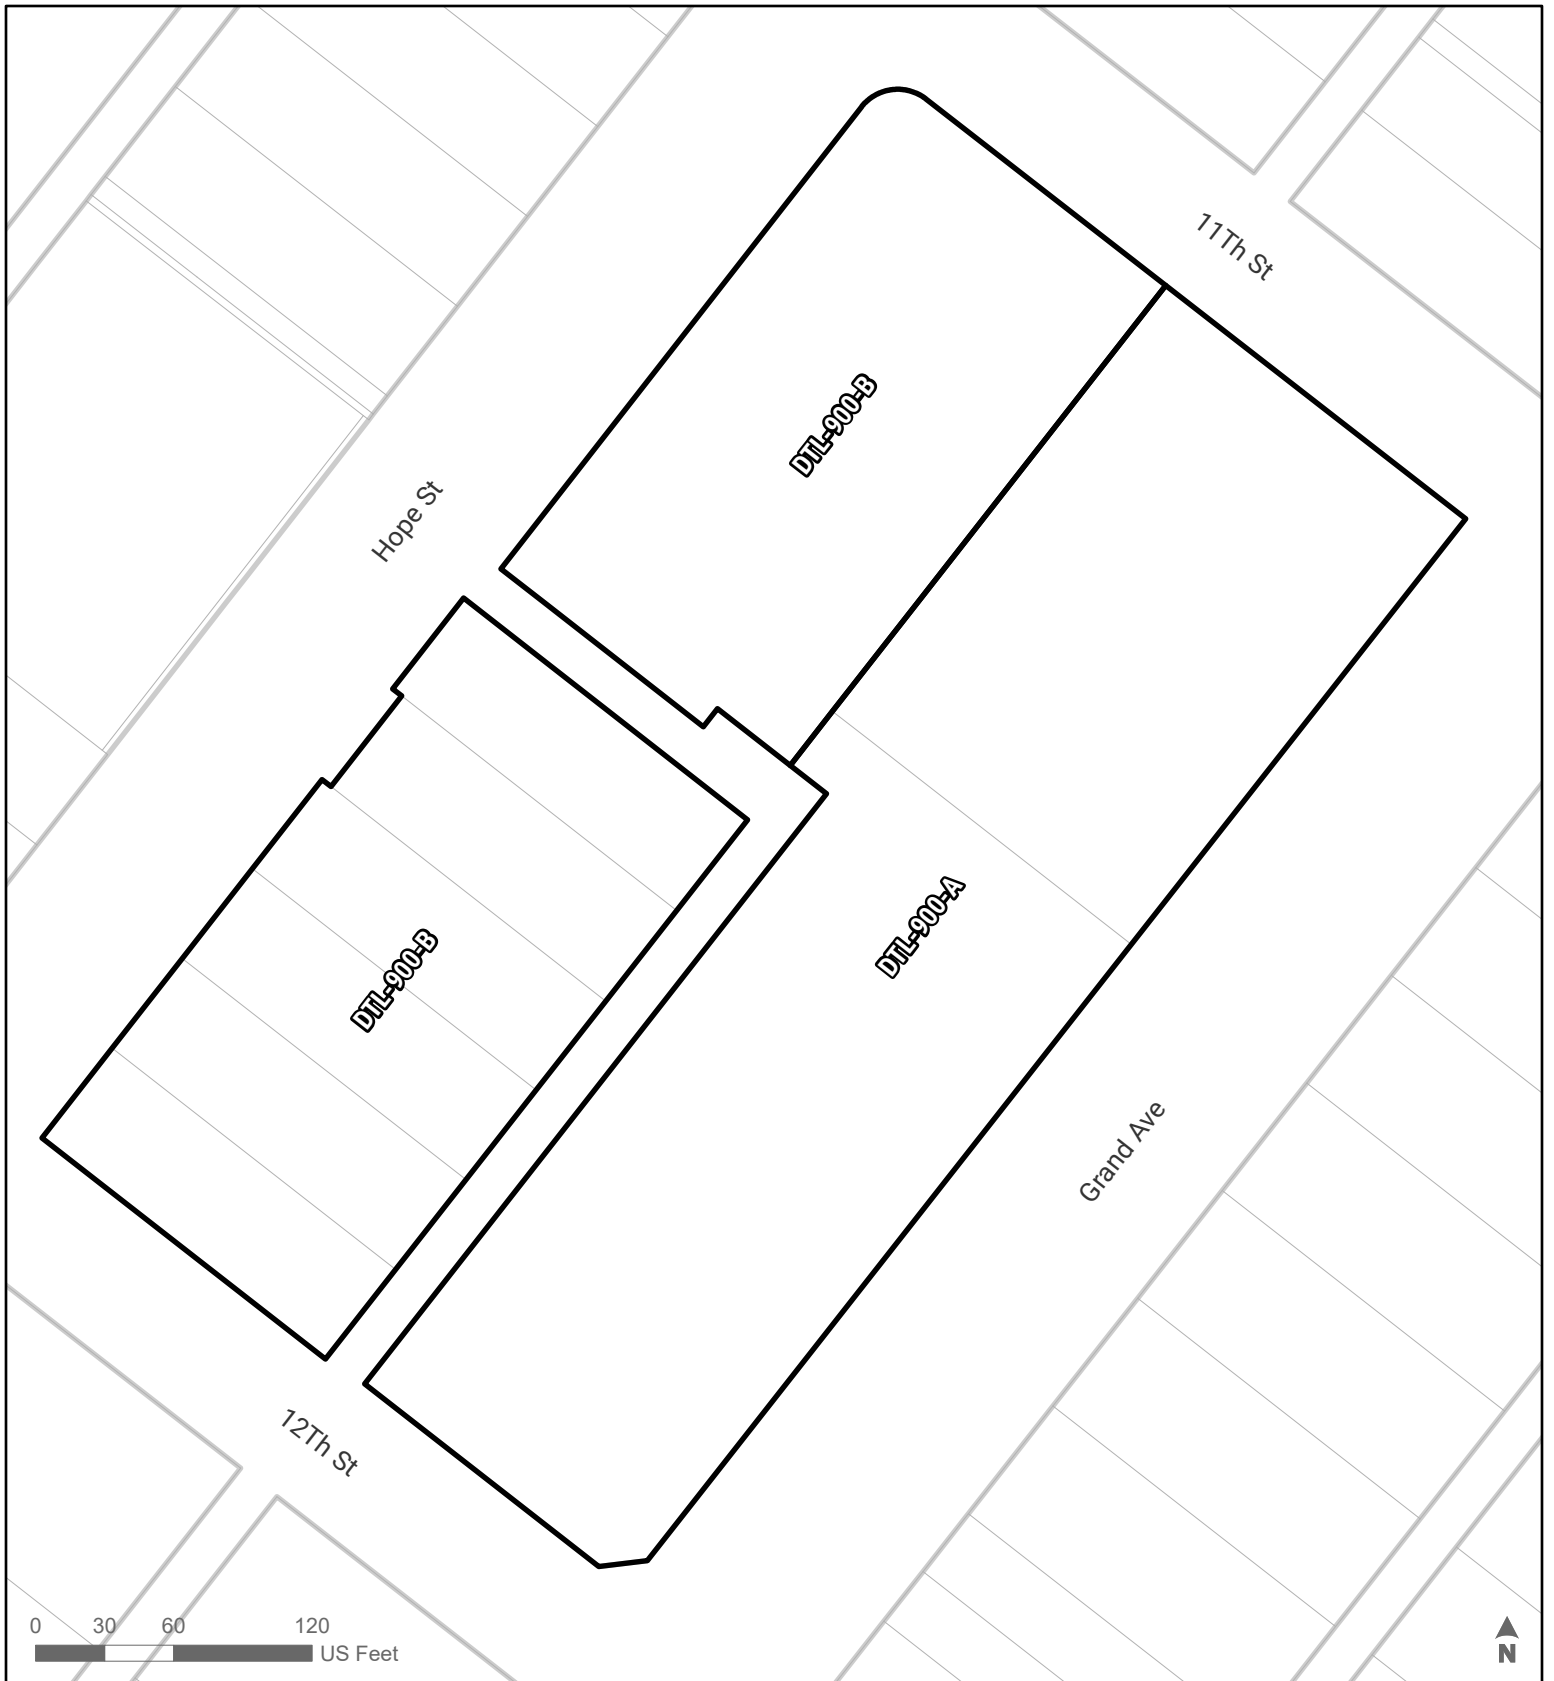 11Th St
DTL-900-B
Hope St
DTL-900-A
DTL-900-B
Grand Ave
12Th St
0 30 60 120
US Feet
N